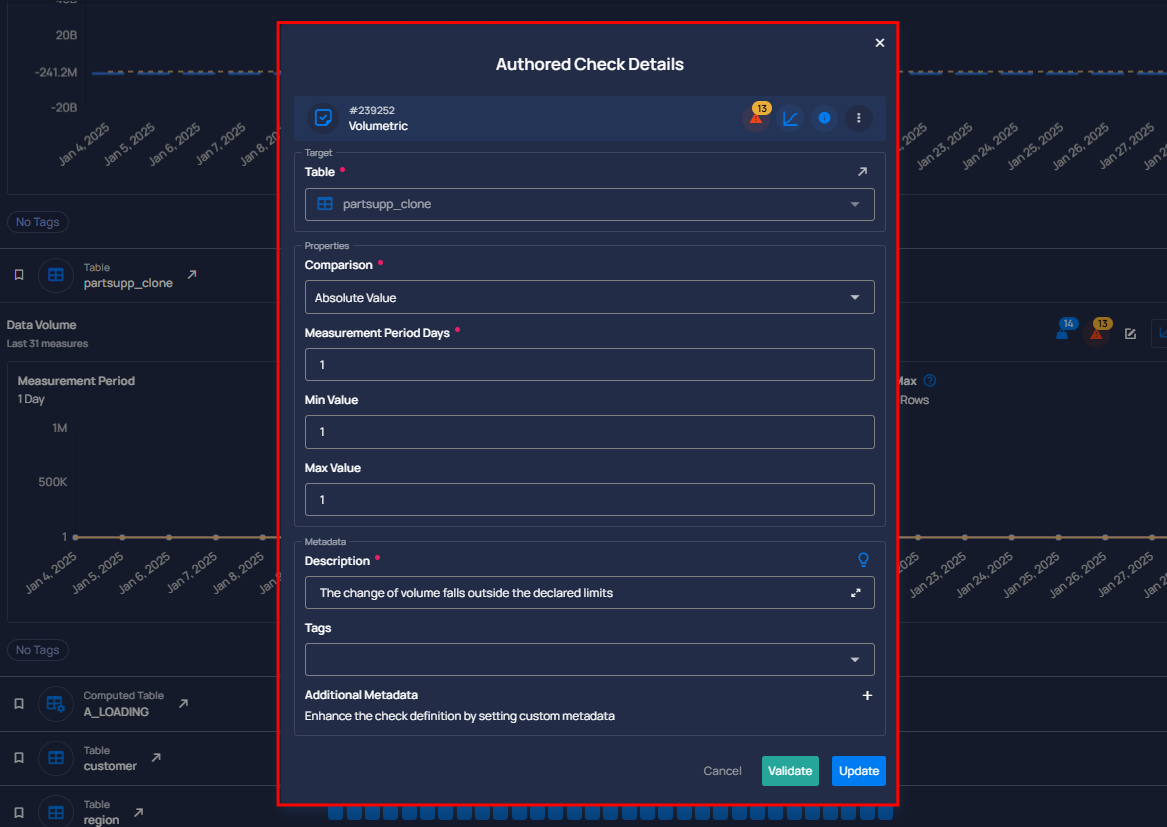 40B
20B
-241.2M
-20B
Jan 4, 2025
Jan 5, 2025
Jan 6, 2025
Jan 7, 2025
Jan 8, 20
2025
Jan 23, 2025
Jan 24, 2025
Jan 25, 2025
Jan 26, 2025
Jan 27, 2025
Jan 2
No Tags
Table
partsupp_clone
Data Volume
Last 31 measures
14
13
Measurement Period
1 Day
Max
Rows
1M
500K
1
Jan 4, 2025
Jan 5, 2025
Jan 6, 2025
Jan 7, 2025
Jan 8, 2025
Jan
2025
Jan 23, 2025
Jan 24, 2025
Jan 25, 2025
Jan 26, 2025
Jan 27, 2025
Jan 2
No Tags
Computed Table
A_LOADING
Table
customer
Table
region
Authored Check Details
#239252
Volumetric
13
Target
Table
partsupp_clone
Properties
Comparison
Absolute Value
Measurement Period Days
1
Min Value
1
Max Value
1
Metadata
Description
The change of volume falls outside the declared limits
Tags
Additional Metadata
Enhance the check definition by setting custom metadata
Cancel
Validate
Update